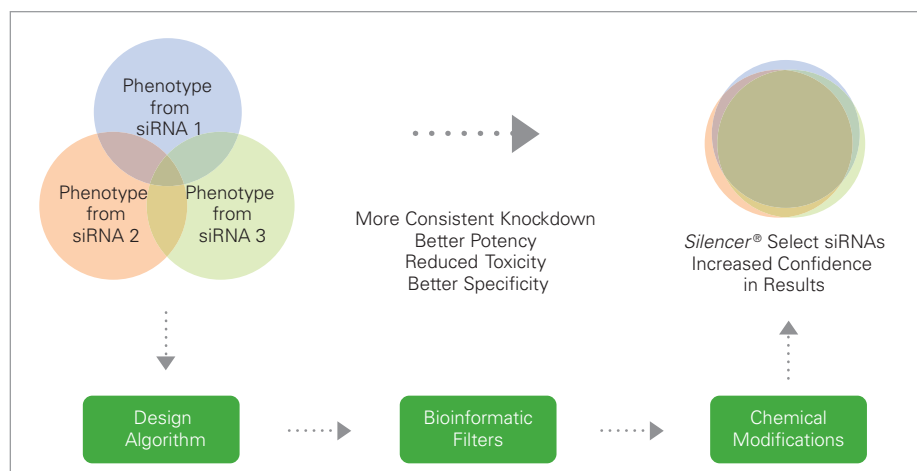 Phenotype
from
siRNA 1
Phenotype
from
siRNA 2
Phenotype
from
siRNA 3
More Consistent Knockdown
Better Potency
Reduced Toxicity
Better Specificity
Silencer® Select siRNAs
Increased Confidence
in Results
Design
Algorithm
Bioinformatic
Filters
Chemical
Modifications